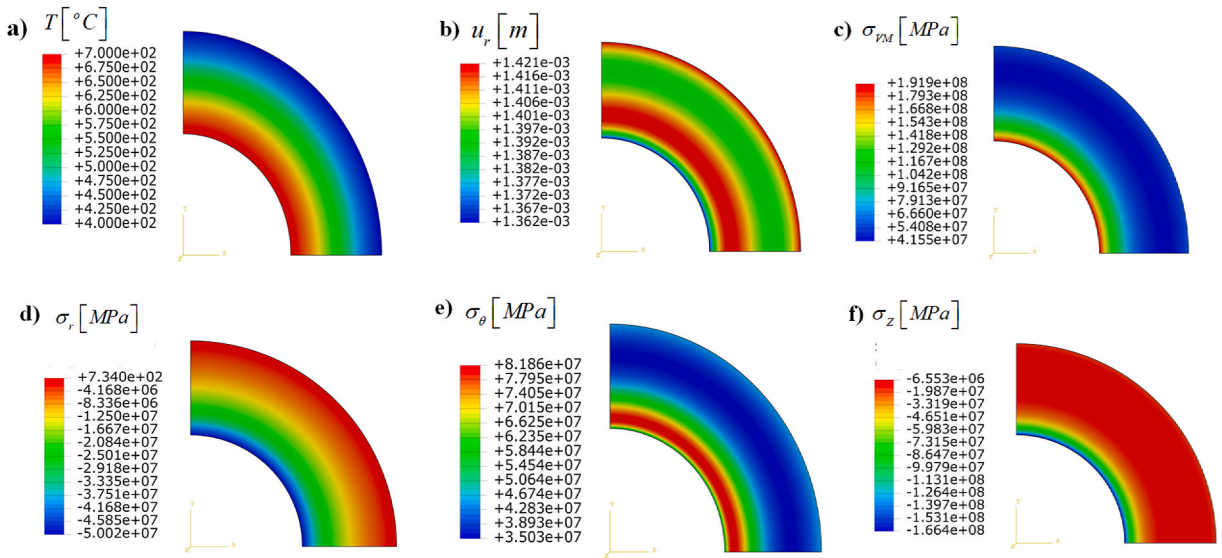 a) T [°C]
+7.000e+02
+6.750e+02
+6.500e+02
+6.250e+02
+6.000e+02
+5.750e+02
+5.500e+02
+5.250e+02
+5.000e+02
+4.750e+02
+4.500e+02
+4.250e+02
+4.000e+02
b) u_r [m]
+1.421e-03
+1.416e-03
+1.411e-03
+1.406e-03
+1.401e-03
+1.397e-03
+1.392e-03
+1.387e-03
+1.382e-03
+1.377e-03
+1.372e-03
+1.367e-03
+1.362e-03
c) σ_VM [MPa]
+1.919e+08
+1.793e+08
+1.668e+08
+1.543e+08
+1.418e+08
+1.292e+08
+1.167e+08
+1.042e+08
+9.165e+07
+7.912e+07
+6.660e+07
+5.407e+07
+4.155e+07
d) σ_r [MPa]
+7.340e+02
-4.168e+06
-8.336e+06
-1.250e+07
-1.667e+07
-2.084e+07
-2.501e+07
-2.918e+07
-3.335e+07
-3.751e+07
-4.168e+07
-4.585e+07
-5.002e+07
e) σ_θ [MPa]
+8.186e+07
+7.795e+07
+7.405e+07
+7.015e+07
+6.625e+07
+6.235e+07
+5.844e+07
+5.454e+07
+5.064e+07
+4.674e+07
+4.283e+07
+3.893e+07
+3.503e+07
f) σ_Z [MPa]
-6.553e+06
-1.987e+07
-3.319e+07
-4.651e+07
-5.983e+07
-7.315e+07
-8.647e+07
-9.979e+07
-1.131e+08
-1.264e+08
-1.398e+08
-1.531e+08
-1.664e+08